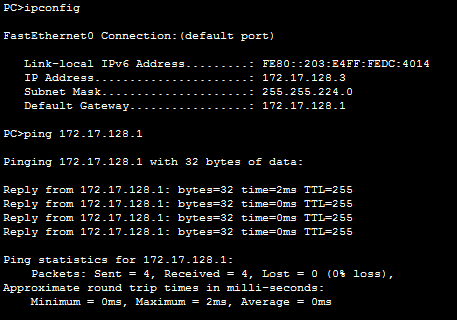 PC>ipconfig
FastEthernet0 Connection:(default port)
Link-local IPv6 Address.........: FE80::203:E4FF:FEDC:4014
IP Address......................: 172.17.128.3
Subnet Mask.....................: 255.255.224.0
Default Gateway.................: 172.17.128.1
PC>ping 172.17.128.1
Pinging 172.17.128.1 with 32 bytes of data:
Reply from 172.17.128.1: bytes=32 time=2ms TTL=255
Reply from 172.17.128.1: bytes=32 time=0ms TTL=255
Reply from 172.17.128.1: bytes=32 time=0ms TTL=255
Reply from 172.17.128.1: bytes=32 time=0ms TTL=255
Ping statistics for 172.17.128.1:
Packets: Sent = 4, Received = 4, Lost = 0 (0% loss),
Approximate round trip times in milli-seconds:
Minimum = 0ms, Maximum = 2ms, Average = 0ms